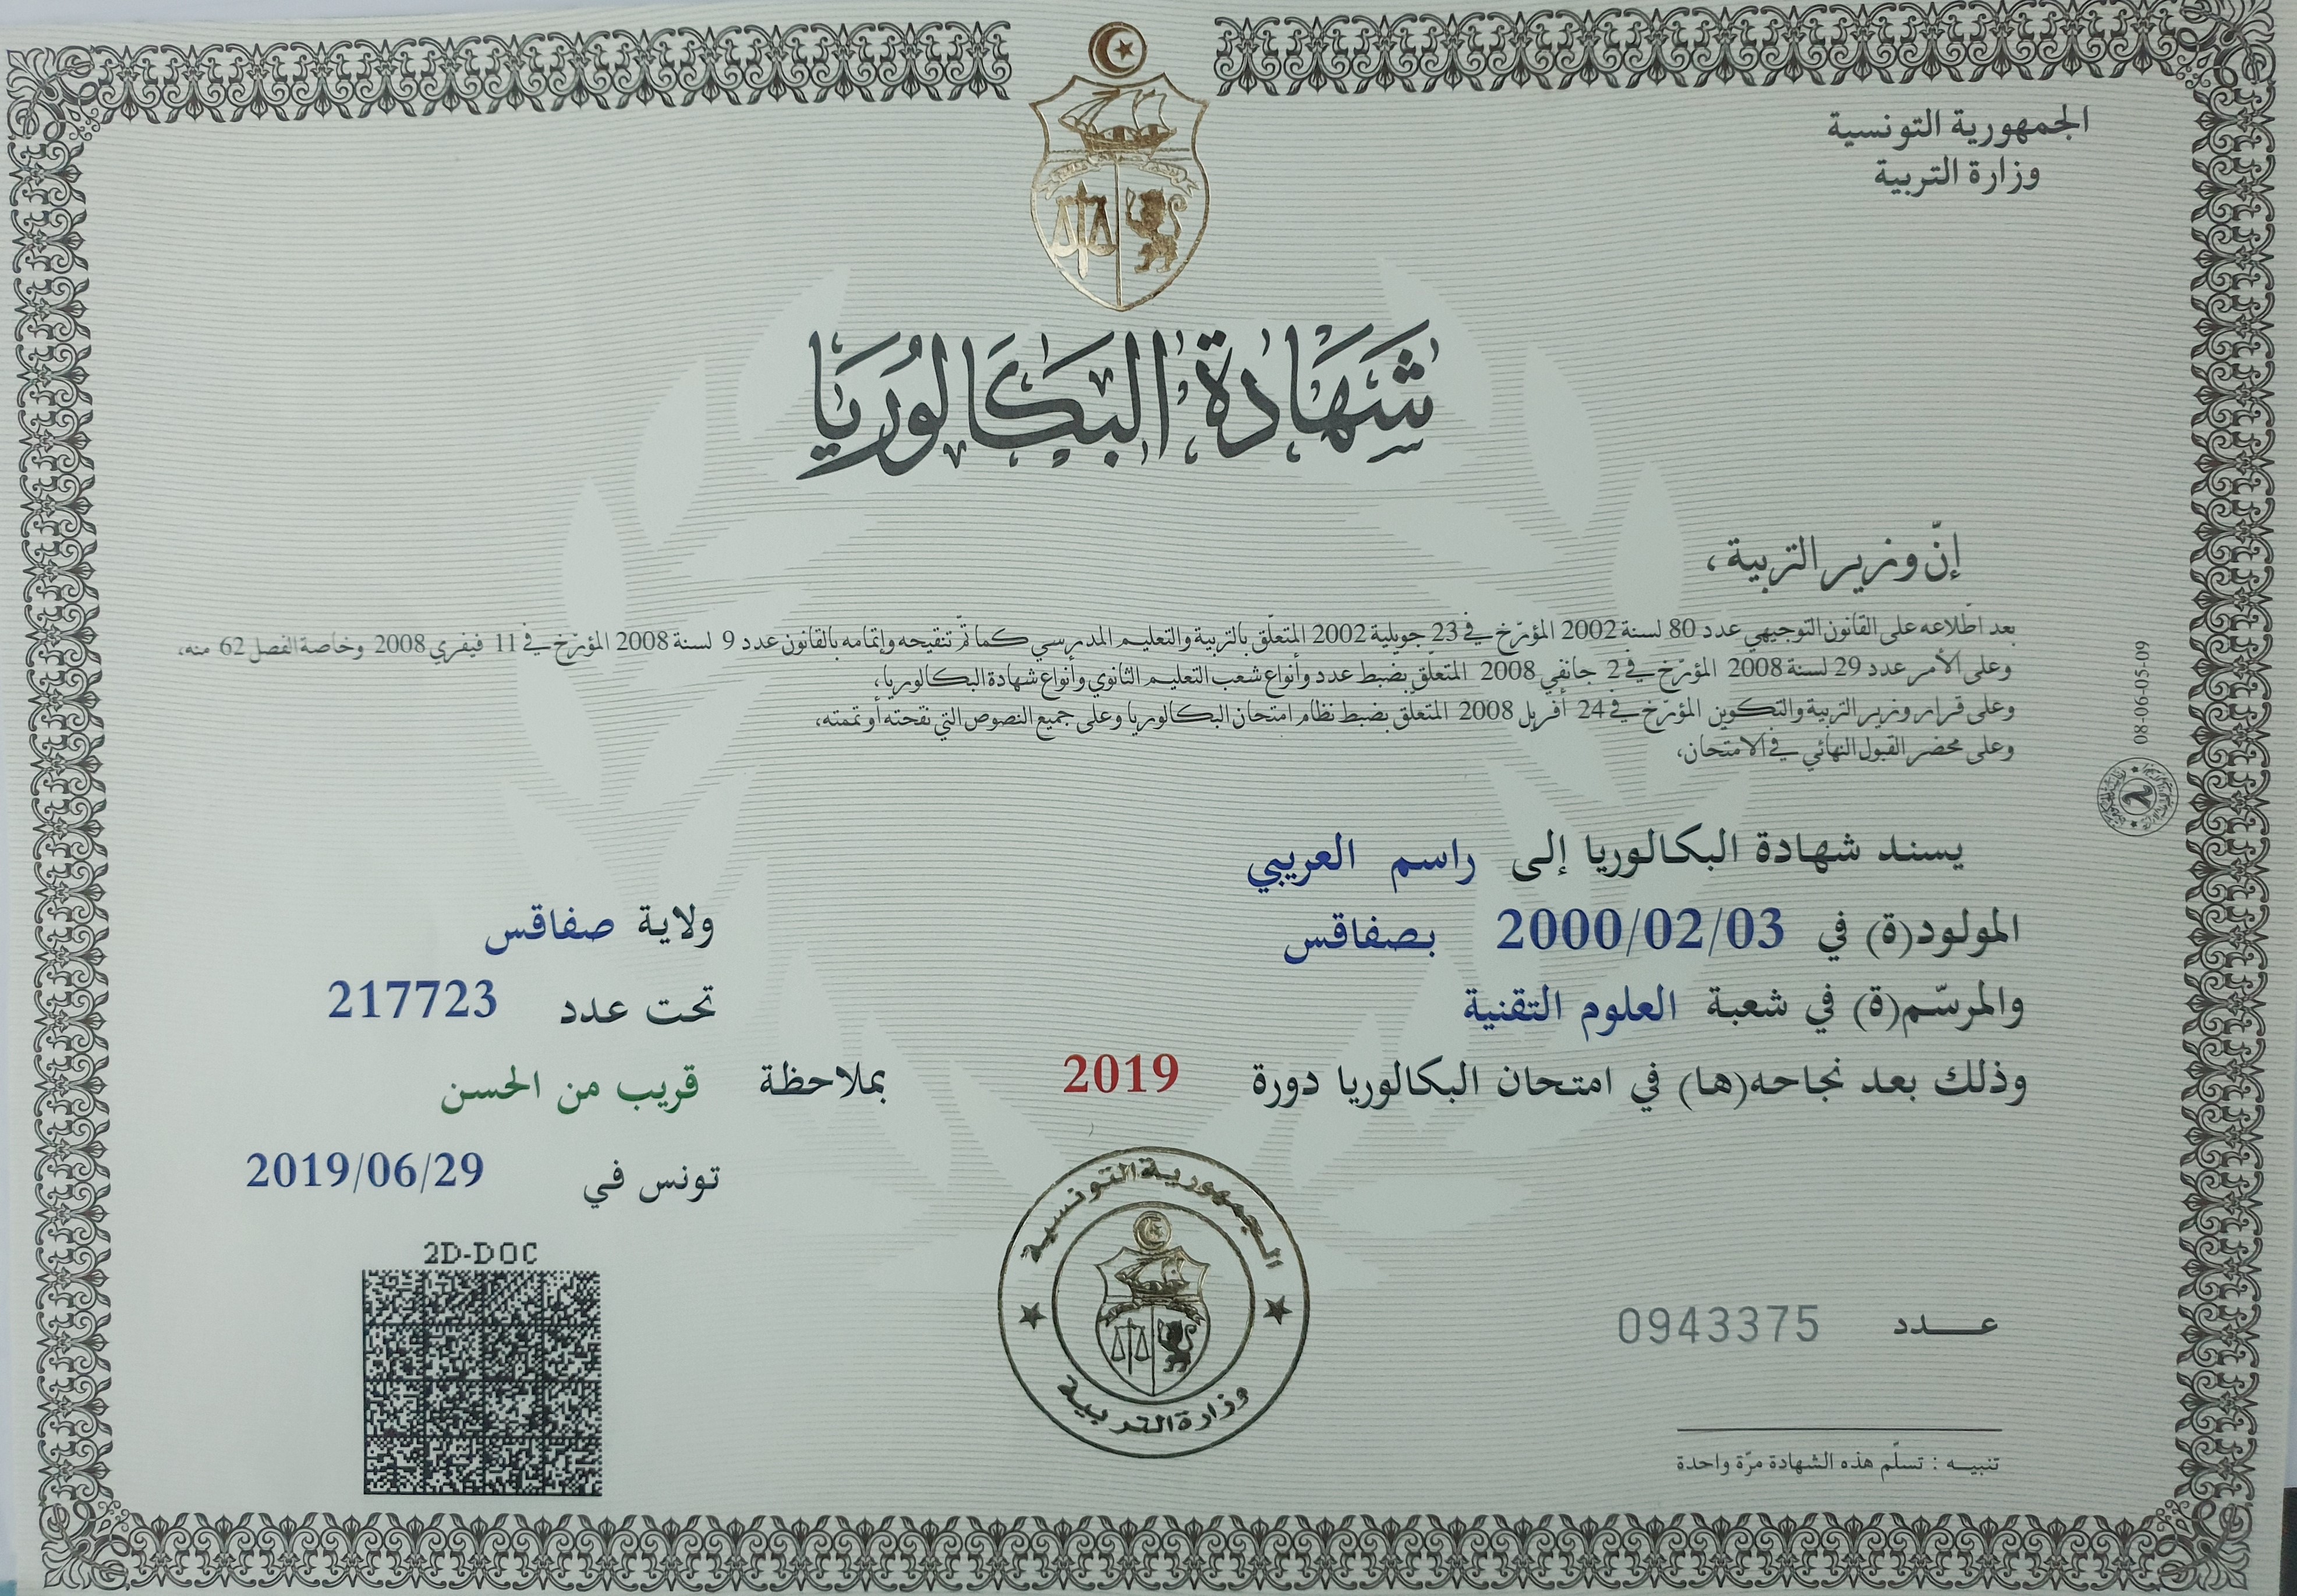 الجمهورية التونسية
وزارة التربية
شَهَادَة البَكَالُورِيَا
إنّ وزير التربية،
بعد اطّلاعه على القانون التوجيهي عدد 80 لسنة 2002 المؤرّخ في 23 جويلية 2002 المتعلّق بالتربية والتعليم المدرسي كما تمّ تنقيحه وإتمامه بالقانون عدد 9 لسنة 2008 المؤرّخ في 11 فيفري 2008 وخاصة الفصل 62 منه،
وعلى الأمر عدد 29 لسنة 2008 المؤرّخ في 2 جانفي 2008 المتعلّق بضبط عدد وأنواع شعب التعليم الثانوي وأنواع شهادة البكالوريا،
وعلى قرار وزير التربية والتكوين المؤرّخ في 24 أفريل 2008 المتعلّق بضبط نظام امتحان البكالوريا وعلى جميع النصوص التي نقحته أو تممته،
وعلى محضر القبول النهائي في الامتحان،
08-06-05-09
يسند شهادة البكالوريا إلى راسم العريبي
المولود(ة) في 2000/02/03 بصفاقس ولاية صفاقس
والمرسّم(ة) في شعبة العلوم التقنية تحت عدد 217723
وذلك بعد نجاحه(ها) في امتحان البكالوريا دورة 2019 بملاحظة قريب من الحسن
تونس في 2019/06/29
2D-DOC
الجمهورية التونسية
وزارة التربية
عدد 0943375
تنبيه : تسلّم هذه الشهادة مرّة واحدة